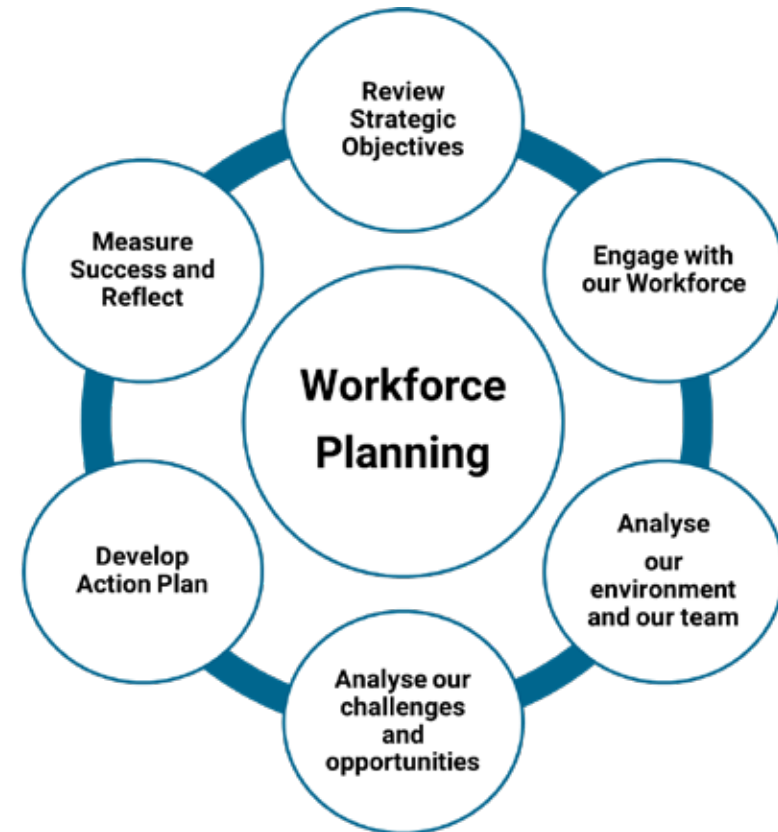 Review
Strategic
Objectives
Engage with
our Workforce
Analyse
our
environment
and our team
Analyse our
challenges
and
opportunities
Develop
Action Plan
Measure
Success and
Reflect
Workforce
Planning